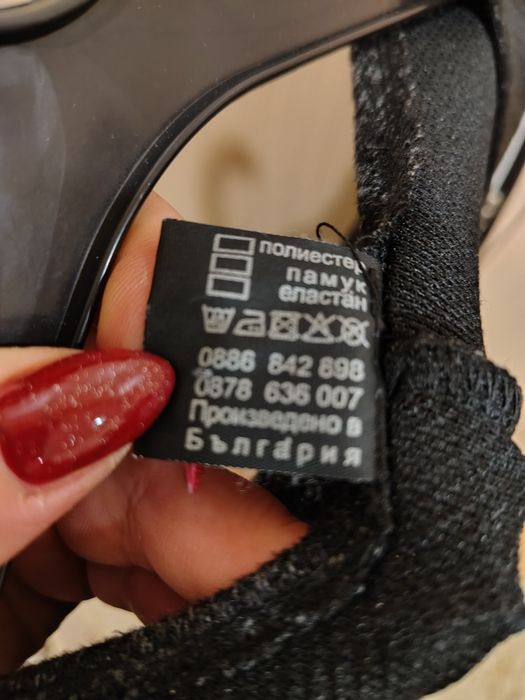 полиестер
памук
еластан
0886 842 898
0878 636 007
Произведено в
България